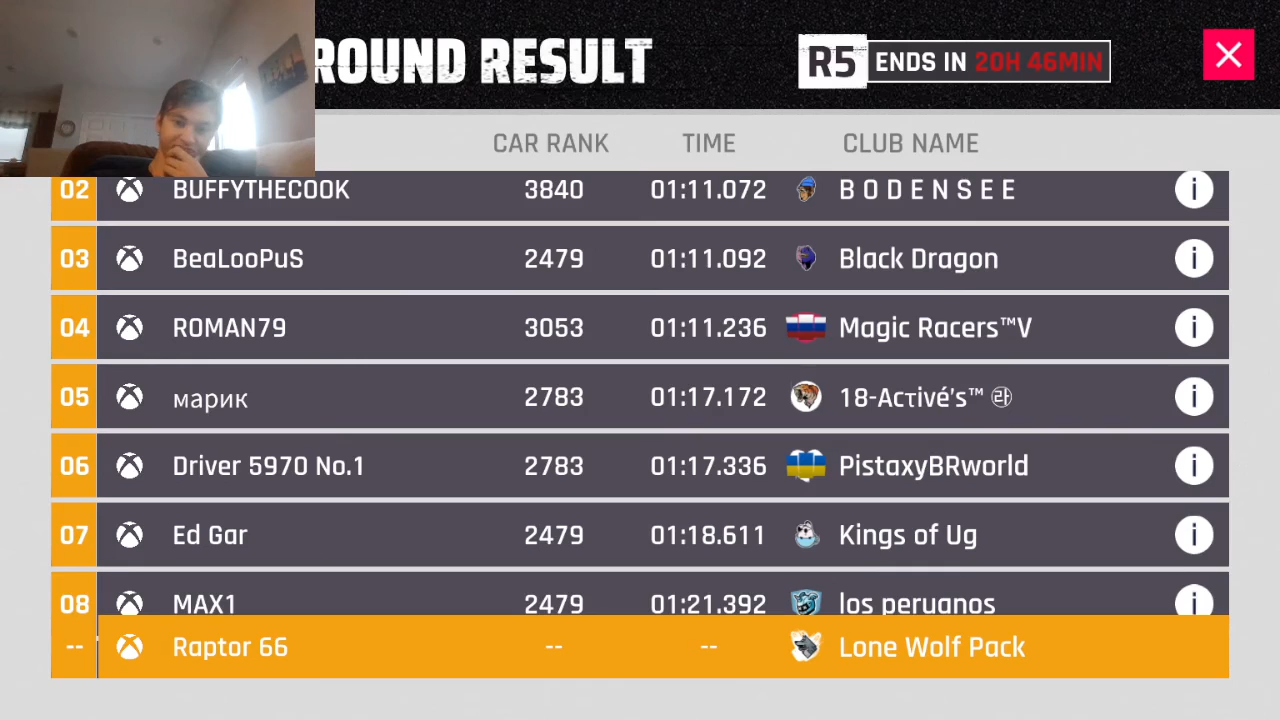 ROUND RESULT
R5 ENDS IN 20H 46MIN
CAR RANK TIME CLUB NAME
02 BUFFYTHECOOK 3840 01:11.072 B O D E N S E E i
03 BeaLooPuS 2479 01:11.092 Black Dragon i
04 ROMAN79 3053 01:11.236 Magic Racers™V i
05 марик 2783 01:17.172 18-Acτivé's™ ㉣ i
06 Driver 5970 No.1 2783 01:17.336 PistaxyBRworld i
07 Ed Gar 2479 01:18.611 Kings of Ug i
08 MAX1 2479 01:21.392 los peruanos i
-- Raptor 66 -- -- Lone Wolf Pack